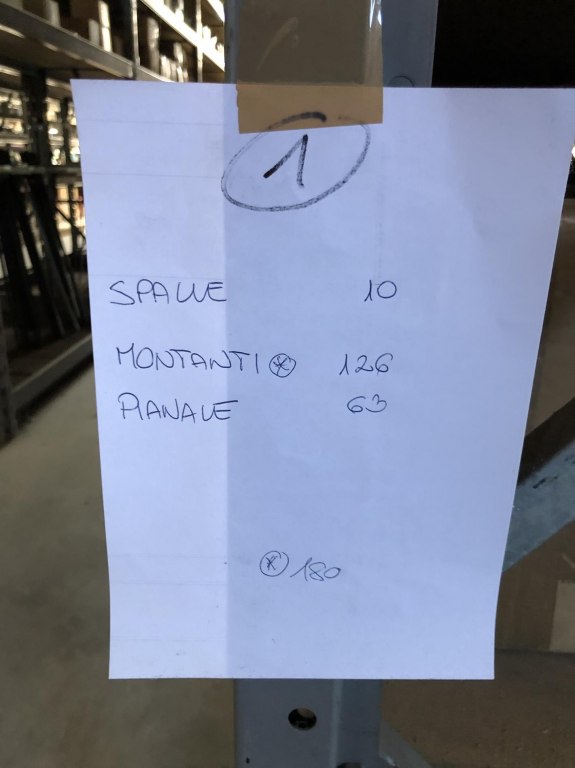 1
SPALLE 10
MONTANTI * 126
PIANALE 63
* 180